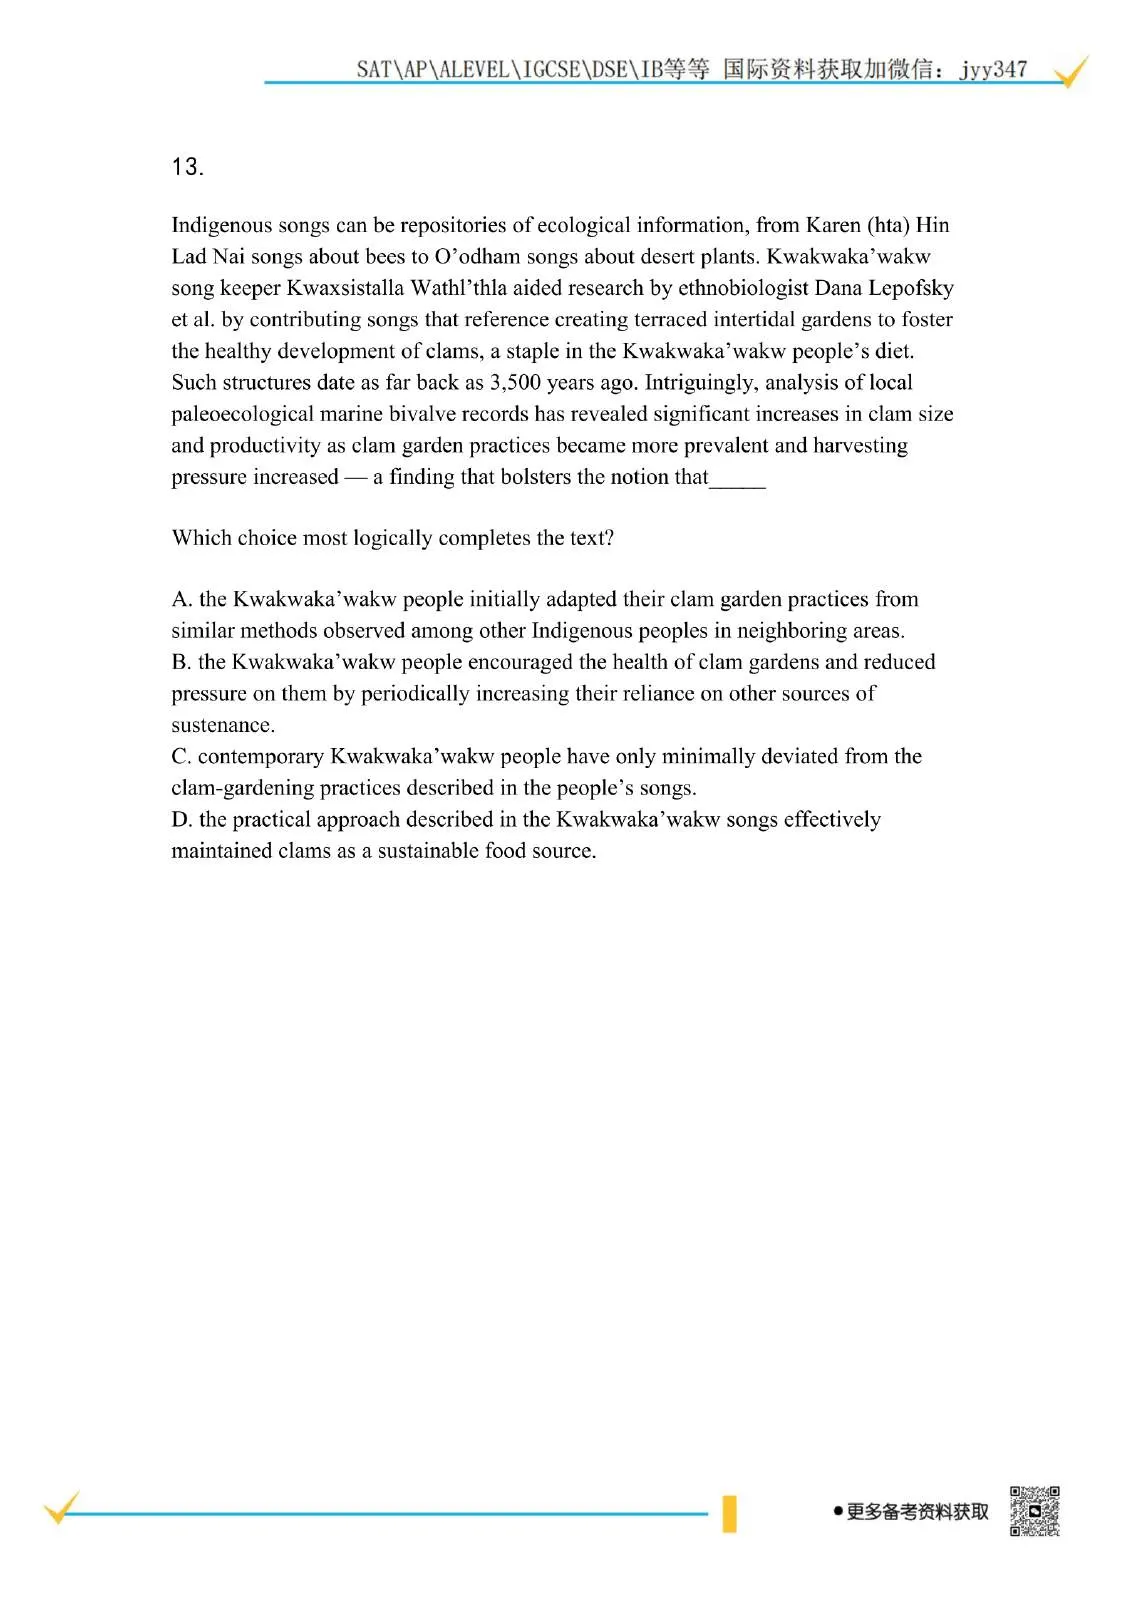 SAT\AP\ALEVEL\IGCSE\DSE\IB等等 国际资料获取加微信：jyy347
13.
Indigenous songs can be repositories of ecological information, from Karen (hta) Hin
Lad Nai songs about bees to O’odham songs about desert plants. Kwakwaka’wakw
song keeper Kwaxsistalla Wathl’thla aided research by ethnobiologist Dana Lepofsky
et al. by contributing songs that reference creating terraced intertidal gardens to foster
the healthy development of clams, a staple in the Kwakwaka’wakw people’s diet.
Such structures date as far back as 3,500 years ago. Intriguingly, analysis of local
paleoecological marine bivalve records has revealed significant increases in clam size
and productivity as clam garden practices became more prevalent and harvesting
pressure increased — a finding that bolsters the notion that_____
Which choice most logically completes the text?
A. the Kwakwaka’wakw people initially adapted their clam garden practices from
similar methods observed among other Indigenous peoples in neighboring areas.
B. the Kwakwaka’wakw people encouraged the health of clam gardens and reduced
pressure on them by periodically increasing their reliance on other sources of
sustenance.
C. contemporary Kwakwaka’wakw people have only minimally deviated from the
clam-gardening practices described in the people’s songs.
D. the practical approach described in the Kwakwaka’wakw songs effectively
maintained clams as a sustainable food source.
●更多备考资料获取